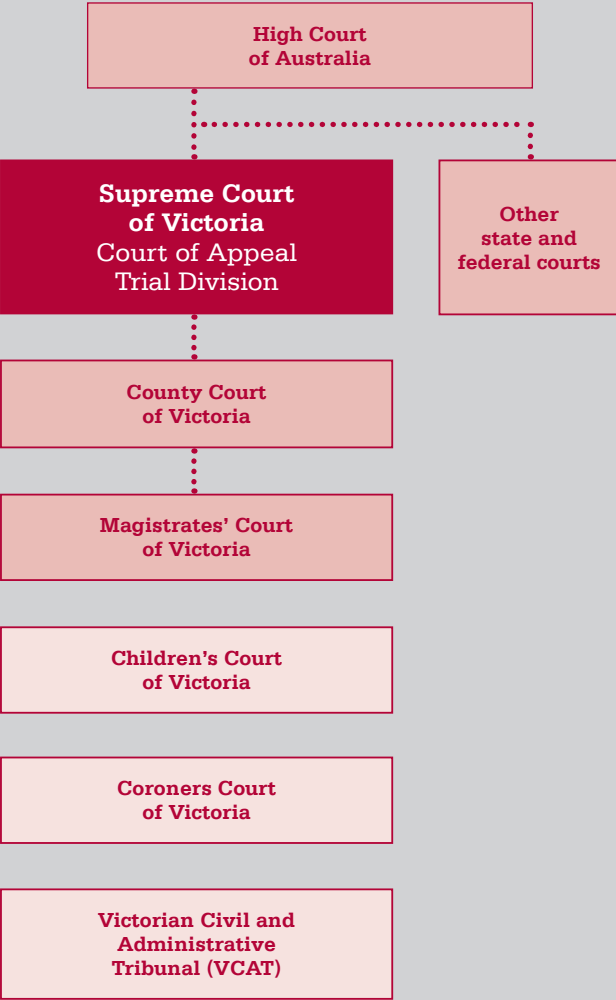 High Court
of Australia
Supreme Court
of Victoria
Court of Appeal
Trial Division
Other
state and
federal courts
County Court
of Victoria
Magistrates’ Court
of Victoria
Children’s Court
of Victoria
Coroners Court
of Victoria
Victorian Civil and
Administrative
Tribunal (VCAT)